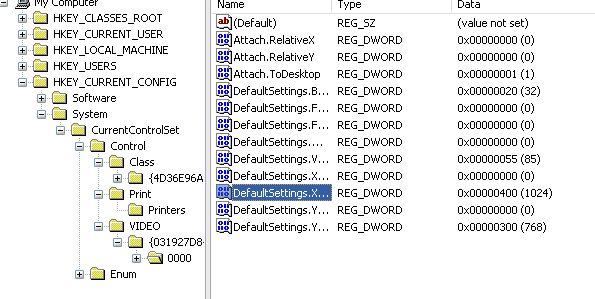 My Computer
HKEY_CLASSES_ROOT
HKEY_CURRENT_USER
HKEY_LOCAL_MACHINE
HKEY_USERS
HKEY_CURRENT_CONFIG
Software
System
CurrentControlSet
Control
Class
{4D36E96A
Print
Printers
VIDEO
{031927D8-
0000
Enum
Name Type Data
(Default) REG_SZ (value not set)
Attach.RelativeX REG_DWORD 0x00000000 (0)
Attach.RelativeY REG_DWORD 0x00000000 (0)
Attach.ToDesktop REG_DWORD 0x00000001 (1)
DefaultSettings.B... REG_DWORD 0x00000020 (32)
DefaultSettings.F... REG_DWORD 0x00000000 (0)
DefaultSettings.F... REG_DWORD 0x00000000 (0)
DefaultSettings.... REG_DWORD 0x00000000 (0)
DefaultSettings.V... REG_DWORD 0x00000055 (85)
DefaultSettings.X... REG_DWORD 0x00000000 (0)
DefaultSettings.X... REG_DWORD 0x00000400 (1024)
DefaultSettings.Y... REG_DWORD 0x00000000 (0)
DefaultSettings.Y... REG_DWORD 0x00000300 (768)